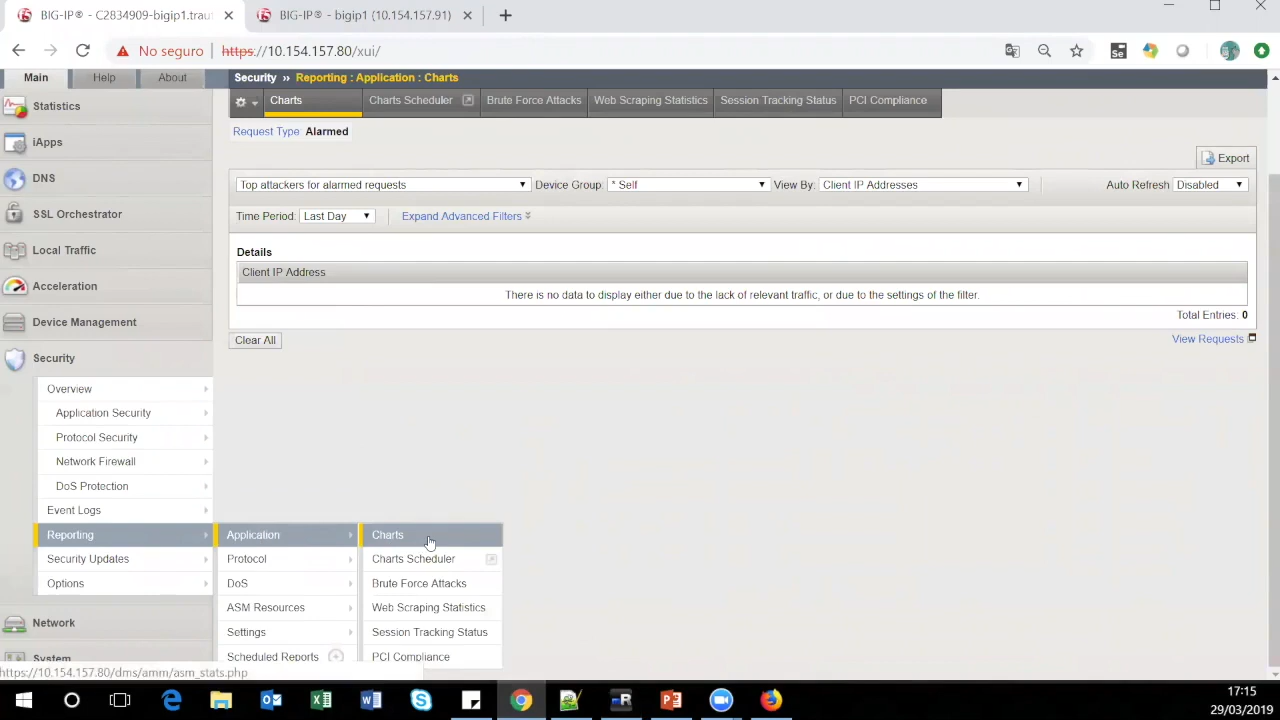 BIG-IP® - C2834909-bigip1.trau
BIG-IP® - bigip1 (10.154.157.91)
No seguro https://10.154.157.80/xui/
Main Help About
Security » Reporting : Application : Charts
Charts Charts Scheduler Brute Force Attacks Web Scraping Statistics Session Tracking Status PCI Compliance
Request Type: Alarmed
Export
Top attackers for alarmed requests Device Group: * Self View By: Client IP Addresses Auto Refresh Disabled
Time Period: Last Day Expand Advanced Filters
Details
Client IP Address
There is no data to display either due to the lack of relevant traffic, or due to the settings of the filter.
Total Entries: 0
Clear All
View Requests
Statistics
iApps
DNS
SSL Orchestrator
Local Traffic
Acceleration
Device Management
Security
Overview
Application Security
Protocol Security
Network Firewall
DoS Protection
Event Logs
Reporting
Security Updates
Options
Network
System
Application
Protocol
DoS
ASM Resources
Settings
Scheduled Reports
Charts
Charts Scheduler
Brute Force Attacks
Web Scraping Statistics
Session Tracking Status
PCI Compliance
https://10.154.157.80/dms/amm/asm_stats.php
17:15
29/03/2019